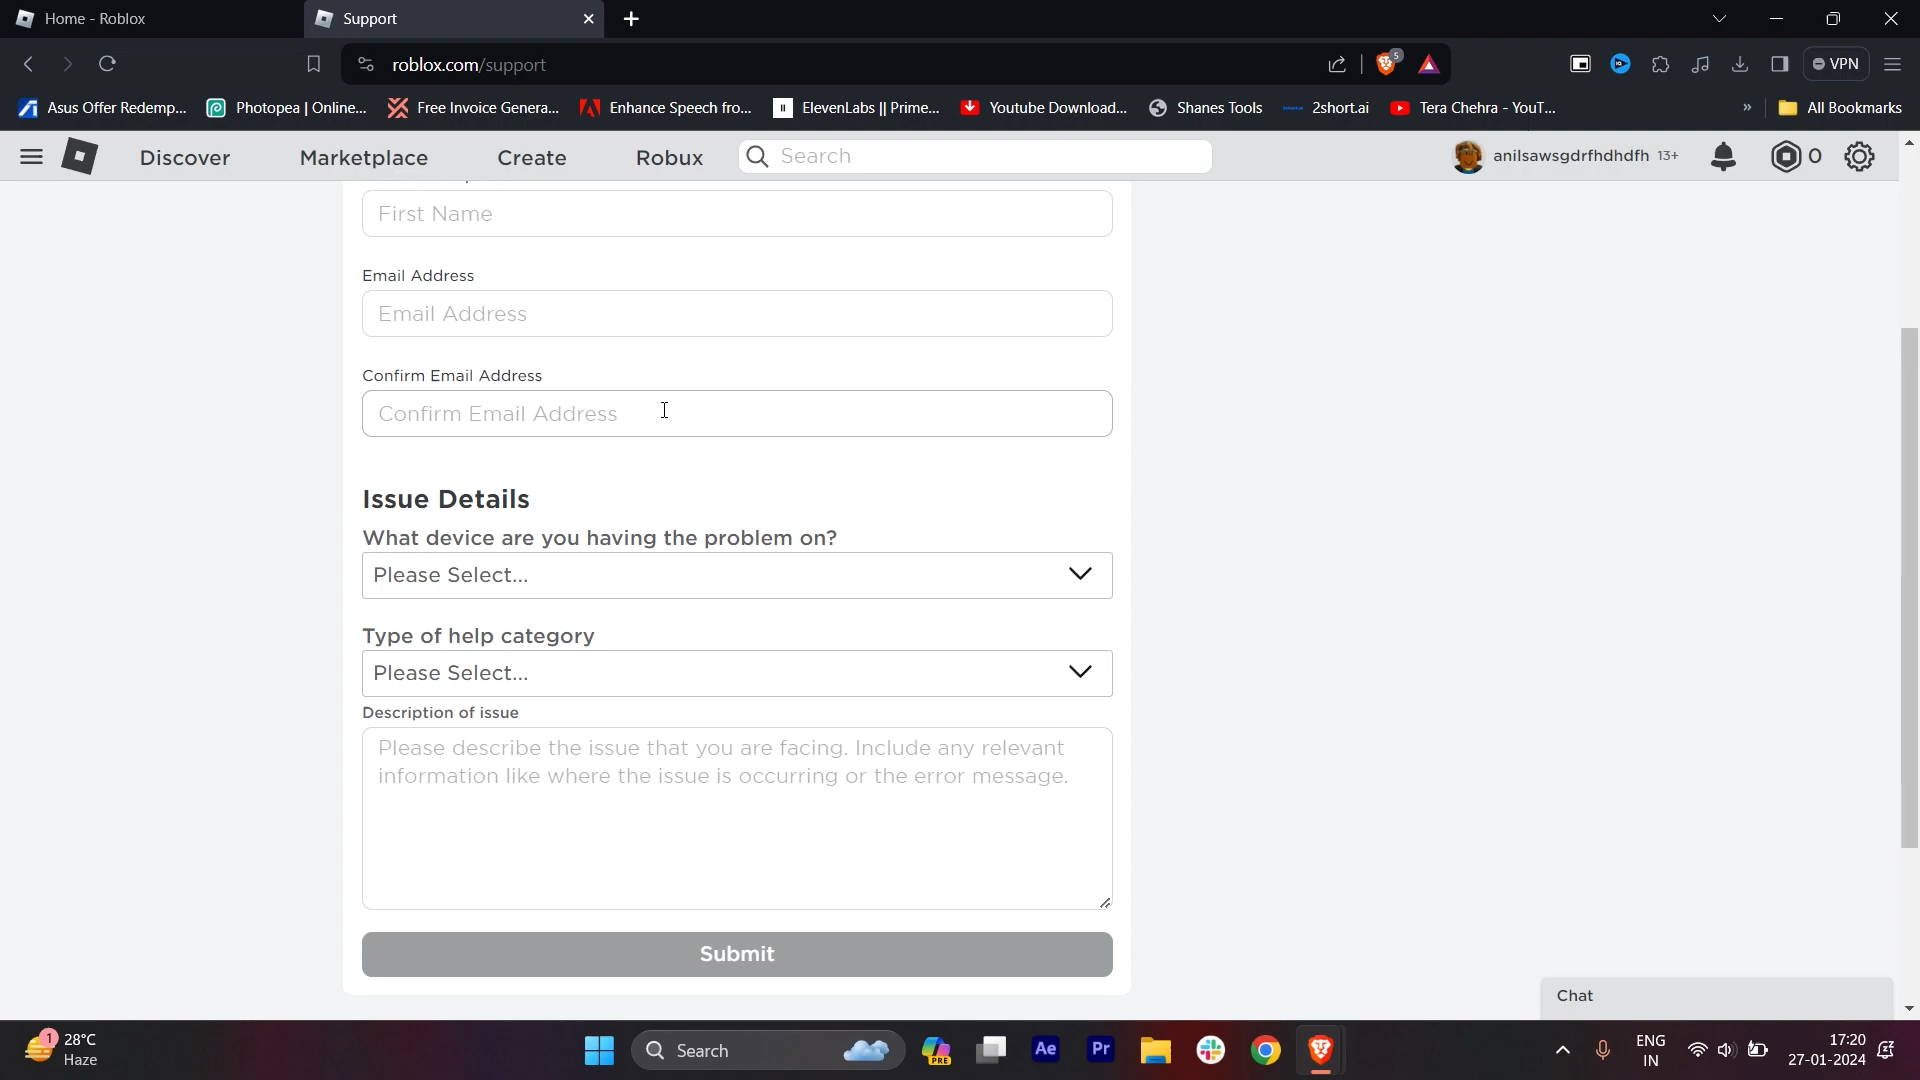 Home - Roblox
Support
roblox.com/support
5
VPN
Asus Offer Redemp...
Photopea | Online...
Free Invoice Genera...
Enhance Speech fro...
ElevenLabs || Prime...
Youtube Download...
Shanes Tools
2short.ai
Tera Chehra - YouT...
»
All Bookmarks
Discover
Marketplace
Create
Robux
Search
anilsawsgdrfhdhdfh 13+
0
First Name
Email Address
Email Address
Confirm Email Address
Confirm Email Address
Issue Details
What device are you having the problem on?
Please Select...
Type of help category
Please Select...
Description of issue
Please describe the issue that you are facing. Include any relevant
information like where the issue is occurring or the error message.
Submit
Chat
1
28°C
Haze
Search
PRE
Ae
Pr
ENG
IN
17:20
27-01-2024